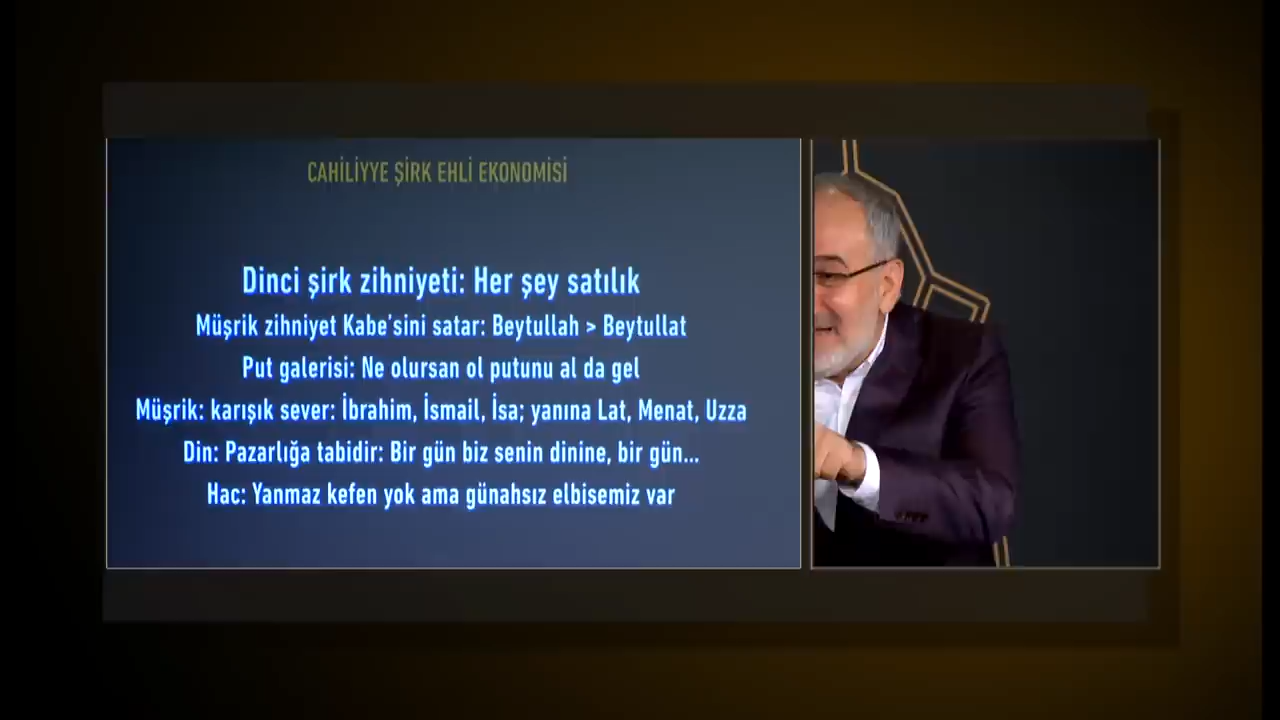 CAHİLİYYE ŞİRK EHLİ EKONOMİSİ
Dinci şirk zihniyeti: Her şey satılık
Müşrik zihniyet Kabe'sini satar: Beytullah > Beytullat
Put galerisi: Ne olursan ol putunu al da gel
Müşrik: karışık sever: İbrahim, İsmail, İsa; yanına Lat, Menat, Uzza
Din: Pazarlığa tabidir: Bir gün biz senin dinine, bir gün...
Hac: Yanmaz kefen yok ama günahsız elbisemiz var